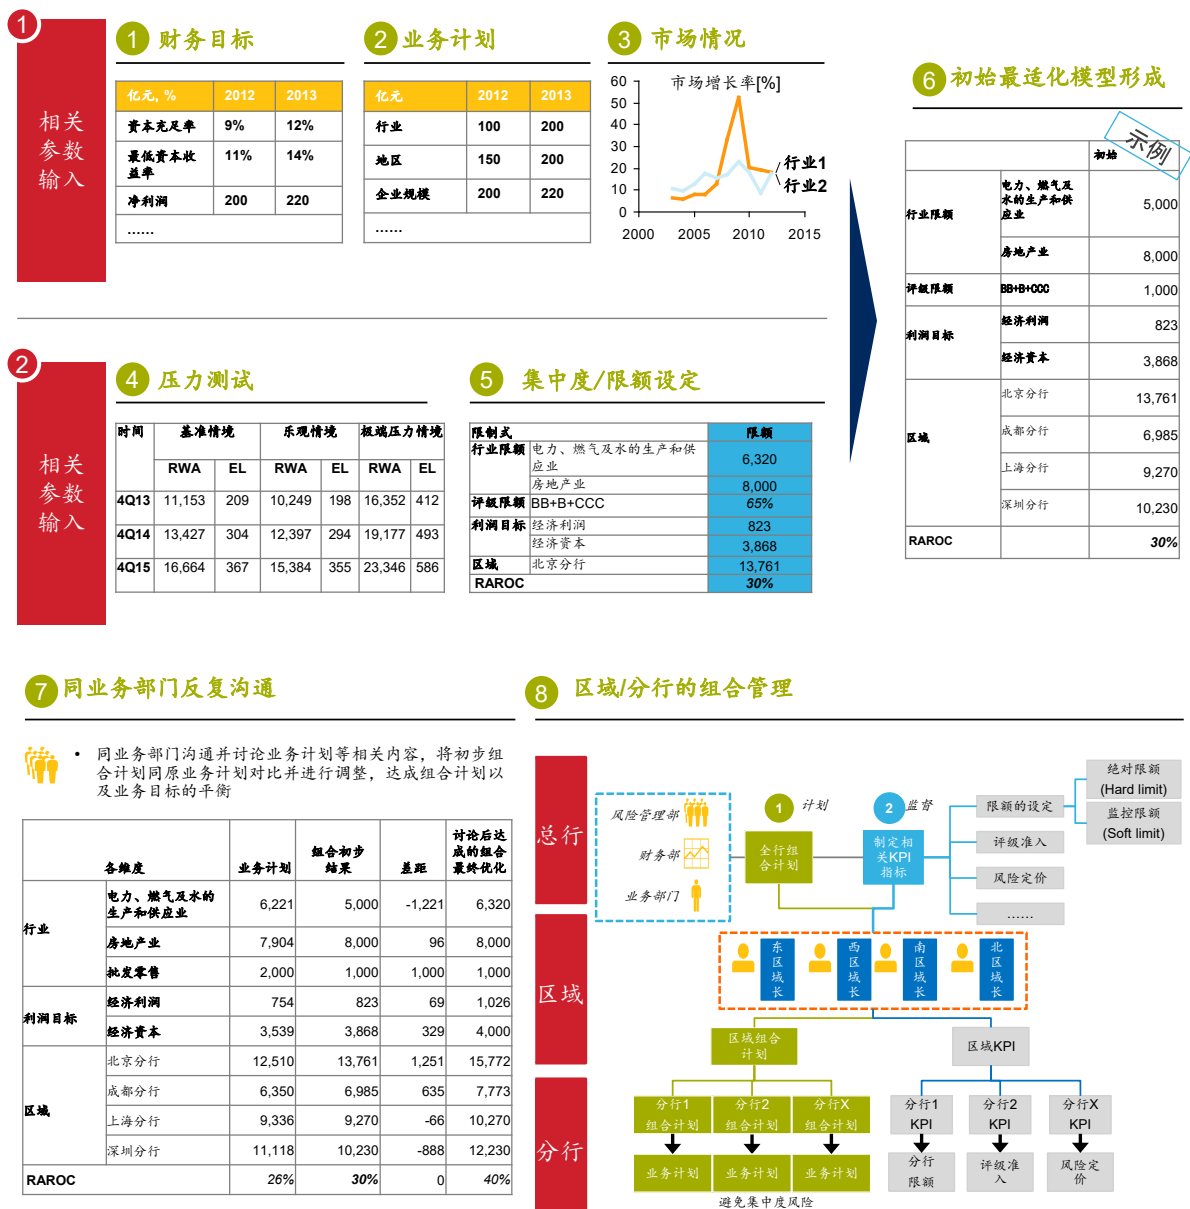 1
相关
参数
输入
1 财务目标
亿元, % 2012 2013
资本充足率 9% 12%
最低资本收
益率 11% 14%
净利润 200 220
……
2 业务计划
亿元 2012 2013
行业 100 200
地区 150 200
企业规模 200 220
……
3 市场情况
市场增长率[%]
60
50
40
30
20
10
0
2000 2005 2010 2015
行业1
行业2
6 初始最适化模型形成
示例
初始
行业限额
电力、燃气及
水的生产和供
应业 5,000
房地产业 8,000
评级限额 BB+B+CCC 1,000
利润目标 经济利润 823
经济资本 3,868
区域
北京分行 13,761
成都分行 6,985
上海分行 9,270
深圳分行 10,230
RAROC 30%
2
相关
参数
输入
4 压力测试
时间 基准情境 乐观情境 极端压力情境
RWA EL RWA EL RWA EL
4Q13 11,153 209 10,249 198 16,352 412
4Q14 13,427 304 12,397 294 19,177 493
4Q15 16,664 367 15,384 355 23,346 586
5 集中度/限额设定
限制式 限额
行业限额 电力、燃气及水的生产和供
应业 6,320
房地产业 8,000
评级限额 BB+B+CCC 65%
利润目标 经济利润 823
经济资本 3,868
区域 北京分行 13,761
RAROC 30%
7 同业务部门反复沟通
• 同业务部门沟通并讨论业务计划等相关内容，将初步组
合计划同原业务计划对比并进行调整，达成组合计划以
及业务目标的平衡
各维度 业务计划 组合初步
结果 差距 讨论后达
成的组合
最终优化
行业
电力、燃气及水的
生产和供应业 6,221 5,000 -1,221 6,320
房地产业 7,904 8,000 96 8,000
批发零售 2,000 1,000 1,000 1,000
利润目标
经济利润 754 823 69 1,026
经济资本 3,539 3,868 329 4,000
区域
北京分行 12,510 13,761 1,251 15,772
成都分行 6,350 6,985 635 7,773
上海分行 9,336 9,270 -66 10,270
深圳分行 11,118 10,230 -888 12,230
RAROC 26% 30% 0 40%
8 区域/分行的组合管理
总行
区域
分行
风险管理部
财务部
业务部门
1 计划
全行组
合计划
2 监督
制定相
关KPI
指标
限额的设定
评级准入
风险定价
……
绝对限额
(Hard limit)
监控限额
(Soft limit)
东
区
域
长
西
区
域
长
南
区
域
长
北
区
域
长
区域组合
计划
区域KPI
分行1
组合计划
分行2
组合计划
分行X
组合计划
分行1
KPI
分行2
KPI
分行X
KPI
业务计划 业务计划 业务计划
分行
限额
评级准
入
风险定
价
避免集中度风险